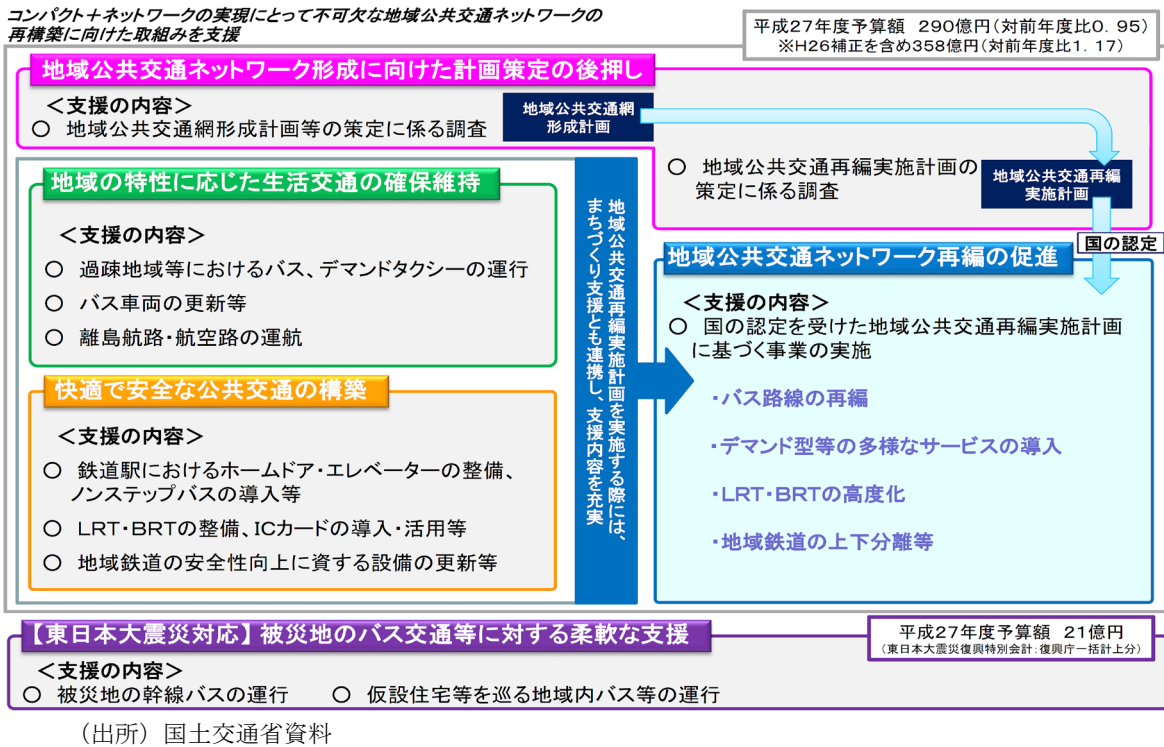 コンパクト＋ネットワークの実現にとって不可欠な地域公共交通ネットワークの
再構築に向けた取組みを支援
平成27年度予算額　290億円(対前年度比0．95)
※H26補正を含め358億円(対前年度比1．17)
地域公共交通ネットワーク形成に向けた計画策定の後押し
＜支援の内容＞
○　地域公共交通網形成計画等の策定に係る調査
地域公共交通網
形成計画
○　地域公共交通再編実施計画の
策定に係る調査
地域公共交通再編
実施計画
国の認定
地域の特性に応じた生活交通の確保維持
＜支援の内容＞
○　過疎地域等におけるバス、デマンドタクシーの運行
○　バス車両の更新等
○　離島航路・航空路の運航
快適で安全な公共交通の構築
＜支援の内容＞
○　鉄道駅におけるホームドア・エレベーターの整備、
ノンステップバスの導入等
○　LRT・BRTの整備、ICカードの導入・活用等
○　地域鉄道の安全性向上に資する設備の更新等
地域公共交通再編実施計画を実施する際には、
まちづくり支援とも連携し、支援内容を充実
地域公共交通ネットワーク再編の促進
＜支援の内容＞
○　国の認定を受けた地域公共交通再編実施計画
に基づく事業の実施
・バス路線の再編
・デマンド型等の多様なサービスの導入
・LRT・BRTの高度化
・地域鉄道の上下分離等
【東日本大震災対応】被災地のバス交通等に対する柔軟な支援
平成27年度予算額　21億円
(東日本大震災復興特別会計：復興庁一括計上分)
＜支援の内容＞
○　被災地の幹線バスの運行　　○　仮設住宅等を巡る地域内バス等の運行
（出所）国土交通省資料